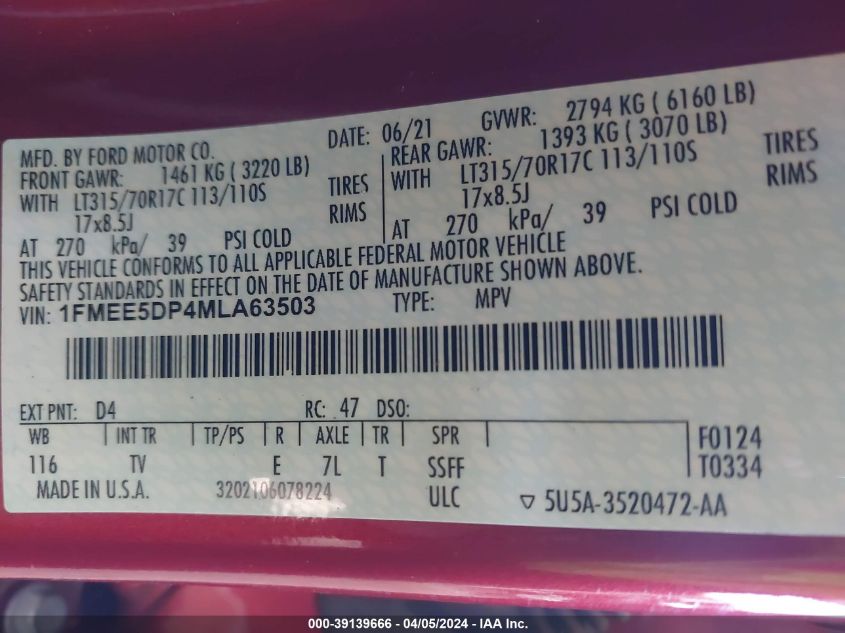 MFD. BY FORD MOTOR CO.
DATE: 06/21
GVWR: 2794 KG ( 6160 LB)
FRONT GAWR: 1461 KG ( 3220 LB)
WITH LT315/70R17C 113/110S TIRES
17x8.5J RIMS
AT 270 kPa/ 39 PSI COLD
REAR GAWR: 1393 KG ( 3070 LB)
WITH LT315/70R17C 113/110S TIRES
17x8.5J RIMS
AT 270 kPa/ 39 PSI COLD
THIS VEHICLE CONFORMS TO ALL APPLICABLE FEDERAL MOTOR VEHICLE
SAFETY STANDARDS IN EFFECT ON THE DATE OF MANUFACTURE SHOWN ABOVE.
VIN: 1FMEE5DP4MLA63503 TYPE: MPV
EXT PNT: D4 RC: 47 DSO:
WB INT TR TP/PS R AXLE TR SPR F0124
116 TV E 7L T SSFF T0334
MADE IN U.S.A. 3202106078224 ULC ▽ 5U5A-3520472-AA
000-39139666 - 04/05/2024 - IAA Inc.